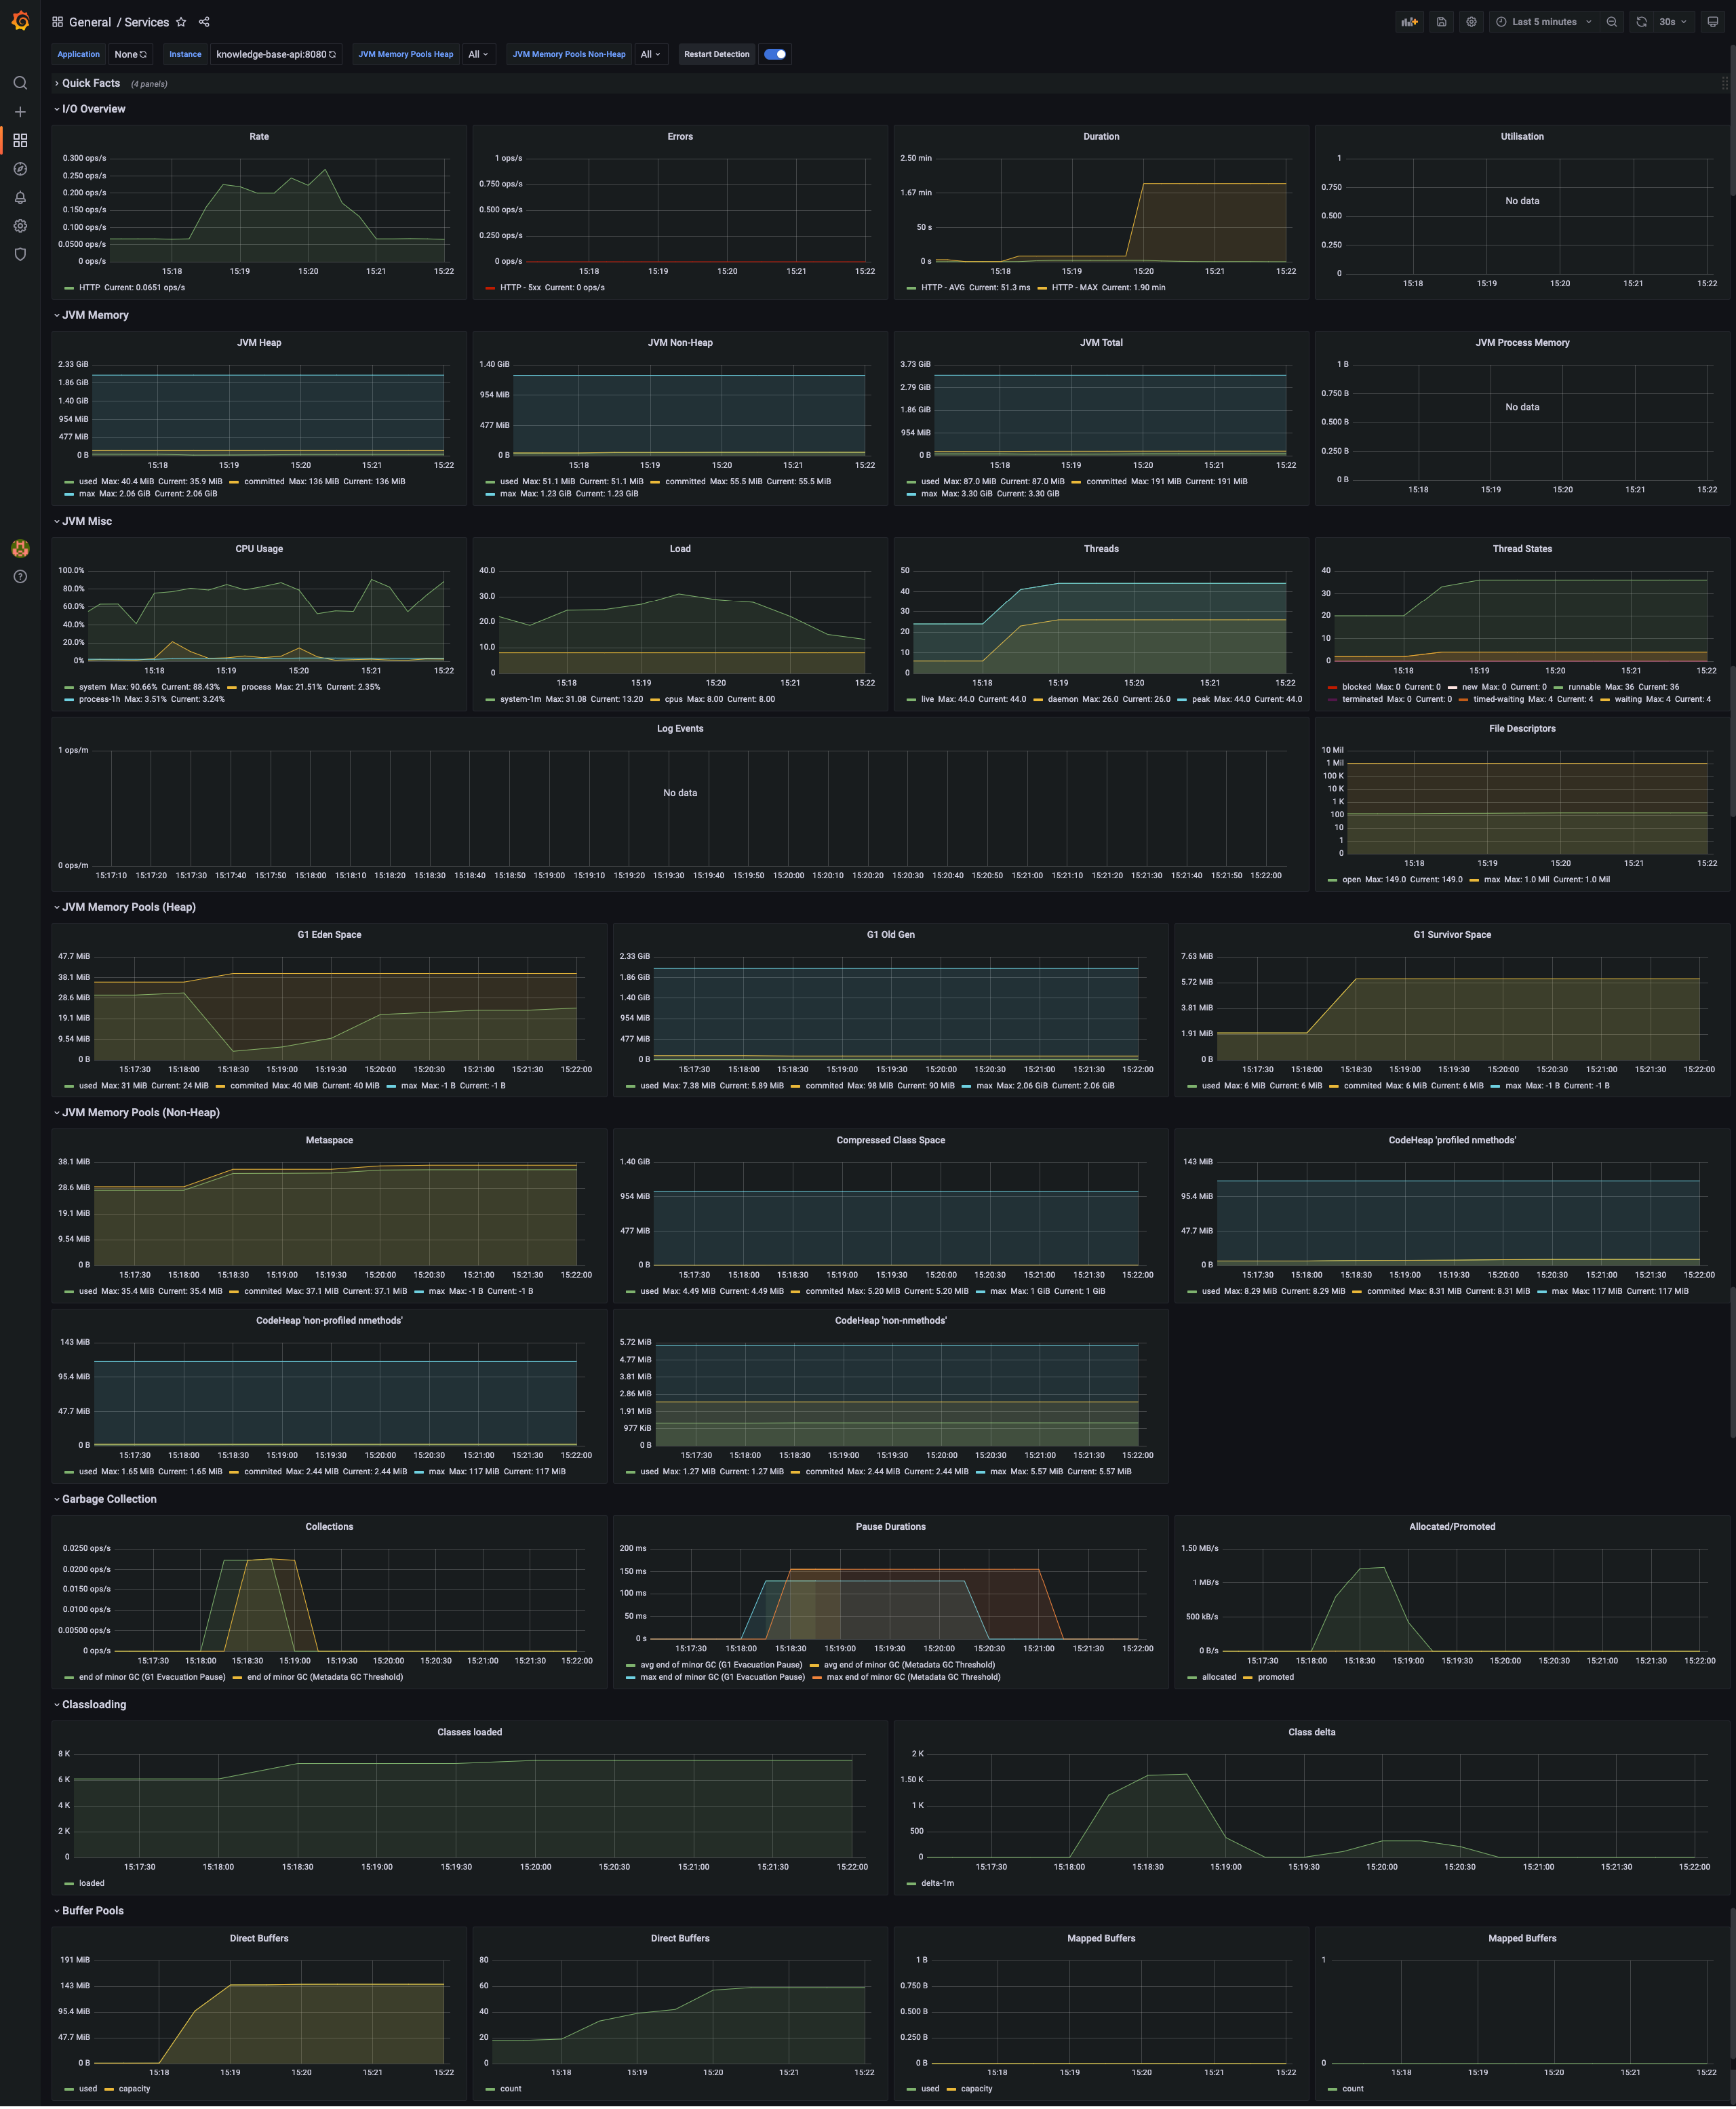 General / Services
Last 5 minutes 30s
Application None Instance knowledge-base-api:8080 JVM Memory Pools Heap All JVM Memory Pools Non-Heap All Restart Detection
Quick Facts (4 panels)
I/O Overview
Rate
0.300 ops/s
0.250 ops/s
0.200 ops/s
0.150 ops/s
0.100 ops/s
0.0500 ops/s
0 ops/s
15:18 15:19 15:20 15:21 15:22
HTTP Current: 0.0651 ops/s
Errors
1 ops/s
0.750 ops/s
0.500 ops/s
0.250 ops/s
0 ops/s
15:18 15:19 15:20 15:21 15:22
HTTP - 5xx Current: 0 ops/s
Duration
2.50 min
1.67 min
50 s
0 s
15:18 15:19 15:20 15:21 15:22
HTTP - AVG Current: 51.3 ms HTTP - MAX Current: 1.90 min
Utilisation
1
0.750
No data
0.500
0.250
0
15:18 15:19 15:20 15:21 15:22
JVM Memory
JVM Heap
2.33 GiB
1.86 GiB
1.40 GiB
954 MiB
477 MiB
0 B
15:18 15:19 15:20 15:21 15:22
used Max: 40.4 MiB Current: 35.9 MiB committed Max: 136 MiB Current: 136 MiB
max Max: 2.06 GiB Current: 2.06 GiB
JVM Non-Heap
1.40 GiB
954 MiB
477 MiB
0 B
15:18 15:19 15:20 15:21 15:22
used Max: 51.1 MiB Current: 51.1 MiB committed Max: 55.5 MiB Current: 55.5 MiB
max Max: 1.23 GiB Current: 1.23 GiB
JVM Total
3.73 GiB
2.79 GiB
1.86 GiB
954 MiB
0 B
15:18 15:19 15:20 15:21 15:22
used Max: 87.0 MiB Current: 87.0 MiB committed Max: 191 MiB Current: 191 MiB
max Max: 3.30 GiB Current: 3.30 GiB
JVM Process Memory
1 B
0.750 B
No data
0.500 B
0.250 B
0 B
15:18 15:19 15:20 15:21 15:22
JVM Misc
CPU Usage
100.0%
80.0%
60.0%
40.0%
20.0%
0%
15:18 15:19 15:20 15:21 15:22
system Max: 90.66% Current: 88.43% process Max: 21.51% Current: 2.35%
process-1h Max: 3.51% Current: 3.24%
Load
40.0
30.0
20.0
10.0
0
15:18 15:19 15:20 15:21 15:22
system-1m Max: 31.08 Current: 13.20 cpus Max: 8.00 Current: 8.00
Threads
50
40
30
20
10
0
15:18 15:19 15:20 15:21 15:22
live Max: 44.0 Current: 44.0 daemon Max: 26.0 Current: 26.0 peak Max: 44.0 Current: 44.0
Thread States
40
30
20
10
0
15:18 15:19 15:20 15:21 15:22
blocked Max: 0 Current: 0 new Max: 0 Current: 0 runnable Max: 36 Current: 36
terminated Max: 0 Current: 0 timed-waiting Max: 4 Current: 4 waiting Max: 4 Current: 4
Log Events
1 ops/m
No data
0 ops/m
15:17:10 15:17:20 15:17:30 15:17:40 15:17:50 15:18:00 15:18:10 15:18:20 15:18:30 15:18:40 15:18:50 15:19:00 15:19:10 15:19:20 15:19:30 15:19:40 15:19:50 15:20:00 15:20:10 15:20:20 15:20:30 15:20:40 15:20:50 15:21:00 15:21:10 15:21:20 15:21:30 15:21:40 15:21:50 15:22:00
File Descriptors
10 Mil
1 Mil
100 K
10 K
1 K
100
10
1
0
15:18 15:19 15:20 15:21 15:22
open Max: 149.0 Current: 149.0 max Max: 1.0 Mil Current: 1.0 Mil
JVM Memory Pools (Heap)
G1 Eden Space
47.7 MiB
38.1 MiB
28.6 MiB
19.1 MiB
9.54 MiB
0 B
15:17:30 15:18:00 15:18:30 15:19:00 15:19:30 15:20:00 15:20:30 15:21:00 15:21:30 15:22:00
used Max: 31 MiB Current: 24 MiB commited Max: 40 MiB Current: 40 MiB max Max: -1 B Current: -1 B
G1 Old Gen
2.33 GiB
1.86 GiB
1.40 GiB
954 MiB
477 MiB
0 B
15:17:30 15:18:00 15:18:30 15:19:00 15:19:30 15:20:00 15:20:30 15:21:00 15:21:30 15:22:00
used Max: 7.38 MiB Current: 5.89 MiB commited Max: 98 MiB Current: 90 MiB max Max: 2.06 GiB Current: 2.06 GiB
G1 Survivor Space
7.63 MiB
5.72 MiB
3.81 MiB
1.91 MiB
0 B
15:17:30 15:18:00 15:18:30 15:19:00 15:19:30 15:20:00 15:20:30 15:21:00 15:21:30 15:22:00
used Max: 6 MiB Current: 6 MiB commited Max: 6 MiB Current: 6 MiB max Max: -1 B Current: -1 B
JVM Memory Pools (Non-Heap)
Metaspace
38.1 MiB
28.6 MiB
19.1 MiB
9.54 MiB
0 B
15:17:30 15:18:00 15:18:30 15:19:00 15:19:30 15:20:00 15:20:30 15:21:00 15:21:30 15:22:00
used Max: 35.4 MiB Current: 35.4 MiB commited Max: 37.1 MiB Current: 37.1 MiB max Max: -1 B Current: -1 B
Compressed Class Space
1.40 GiB
954 MiB
477 MiB
0 B
15:17:30 15:18:00 15:18:30 15:19:00 15:19:30 15:20:00 15:20:30 15:21:00 15:21:30 15:22:00
used Max: 4.49 MiB Current: 4.49 MiB commited Max: 5.20 MiB Current: 5.20 MiB max Max: 1 GiB Current: 1 GiB
CodeHeap 'profiled nmethods'
143 MiB
95.4 MiB
47.7 MiB
0 B
15:17:30 15:18:00 15:18:30 15:19:00 15:19:30 15:20:00 15:20:30 15:21:00 15:21:30 15:22:00
used Max: 8.29 MiB Current: 8.29 MiB commited Max: 8.31 MiB Current: 8.31 MiB max Max: 117 MiB Current: 117 MiB
CodeHeap 'non-profiled nmethods'
143 MiB
95.4 MiB
47.7 MiB
0 B
15:17:30 15:18:00 15:18:30 15:19:00 15:19:30 15:20:00 15:20:30 15:21:00 15:21:30 15:22:00
used Max: 1.65 MiB Current: 1.65 MiB commited Max: 2.44 MiB Current: 2.44 MiB max Max: 117 MiB Current: 117 MiB
CodeHeap 'non-nmethods'
5.72 MiB
4.77 MiB
3.81 MiB
2.86 MiB
1.91 MiB
977 KiB
0 B
15:17:30 15:18:00 15:18:30 15:19:00 15:19:30 15:20:00 15:20:30 15:21:00 15:21:30 15:22:00
used Max: 1.27 MiB Current: 1.27 MiB commited Max: 2.44 MiB Current: 2.44 MiB max Max: 5.57 MiB Current: 5.57 MiB
Garbage Collection
Collections
0.0250 ops/s
0.0200 ops/s
0.0150 ops/s
0.0100 ops/s
0.00500 ops/s
0 ops/s
15:17:30 15:18:00 15:18:30 15:19:00 15:19:30 15:20:00 15:20:30 15:21:00 15:21:30 15:22:00
end of minor GC (G1 Evacuation Pause) end of minor GC (Metadata GC Threshold)
Pause Durations
200 ms
150 ms
100 ms
50 ms
0 s
15:17:30 15:18:00 15:18:30 15:19:00 15:19:30 15:20:00 15:20:30 15:21:00 15:21:30 15:22:00
avg end of minor GC (G1 Evacuation Pause) avg end of minor GC (Metadata GC Threshold)
max end of minor GC (G1 Evacuation Pause) max end of minor GC (Metadata GC Threshold)
Allocated/Promoted
1.50 MB/s
1 MB/s
500 kB/s
0 B/s
15:17:30 15:18:00 15:18:30 15:19:00 15:19:30 15:20:00 15:20:30 15:21:00 15:21:30 15:22:00
allocated promoted
Classloading
Classes loaded
8 K
6 K
4 K
2 K
0
15:17:30 15:18:00 15:18:30 15:19:00 15:19:30 15:20:00 15:20:30 15:21:00 15:21:30 15:22:00
loaded
Class delta
2 K
1.50 K
1 K
500
0
15:17:30 15:18:00 15:18:30 15:19:00 15:19:30 15:20:00 15:20:30 15:21:00 15:21:30 15:22:00
delta-1m
Buffer Pools
Direct Buffers
191 MiB
143 MiB
95.4 MiB
47.7 MiB
0 B
15:18 15:19 15:20 15:21 15:22
used capacity
Direct Buffers
80
60
40
20
0
15:18 15:19 15:20 15:21 15:22
count
Mapped Buffers
1 B
0.750 B
0.500 B
0.250 B
0 B
15:18 15:19 15:20 15:21 15:22
used capacity
Mapped Buffers
1
0
15:18 15:19 15:20 15:21 15:22
count